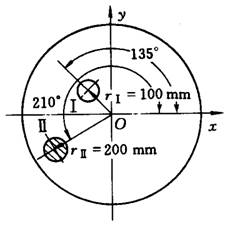 y
135°
r I = 100 mm
210° I
II O x
r II = 200 mm